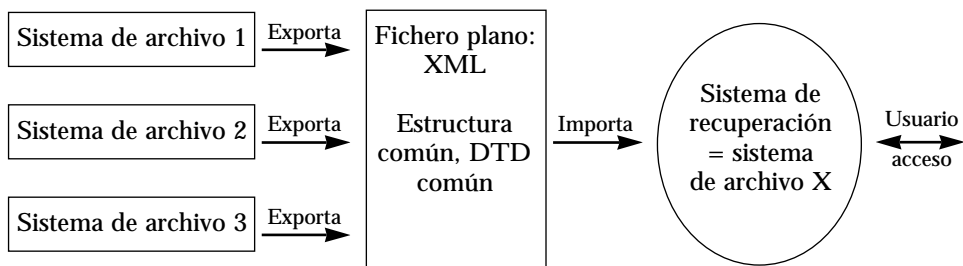 Sistema de archivo 1
Exporta
Sistema de archivo 2
Exporta
Sistema de archivo 3
Exporta
Fichero plano:
XML
Estructura
común, DTD
común
Importa
Sistema de
recuperación
= sistema
de archivo X
Usuario
acceso